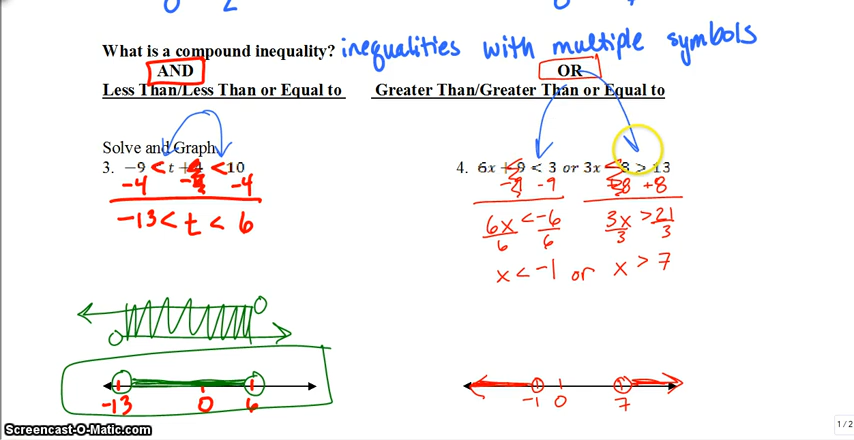 What is a compound inequality? inequalities with multiple symbols
AND OR
Less Than/Less Than or Equal to Greater Than/Greater Than or Equal to
Solve and Graph
3. −9 < t + 4 < 10 4. 6x + 9 < 3 or 3x − 8 > 13
−4 −4 −4 −9 −9 +8 +8
−13 < t < 6 6x < −6 3x > 21
6 6 3 3
x < −1 or x > 7
−13 0 6 −1 0 7
Screencast-O-Matic.com 1/2